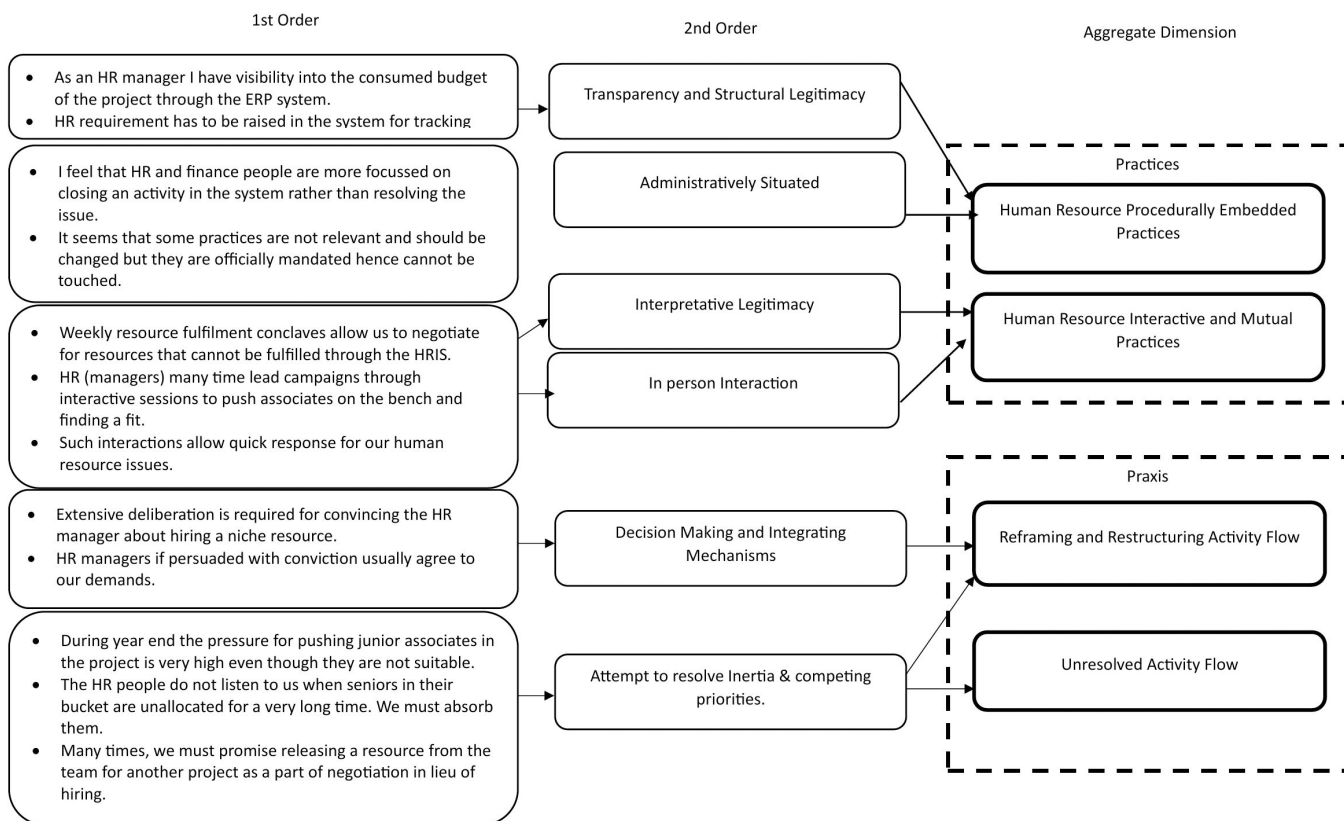 1st Order
2nd Order
Aggregate Dimension
• As an HR manager I have visibility into the consumed budget
of the project through the ERP system.
• HR requirement has to be raised in the system for tracking
• I feel that HR and finance people are more focussed on
closing an activity in the system rather than resolving the
issue.
• It seems that some practices are not relevant and should be
changed but they are officially mandated hence cannot be
touched.
• Weekly resource fulfilment conclaves allow us to negotiate
for resources that cannot be fulfilled through the HRIS.
• HR (managers) many time lead campaigns through
interactive sessions to push associates on the bench and
finding a fit.
• Such interactions allow quick response for our human
resource issues.
• Extensive deliberation is required for convincing the HR
manager about hiring a niche resource.
• HR managers if persuaded with conviction usually agree to
our demands.
• During year end the pressure for pushing junior associates in
the project is very high even though they are not suitable.
• The HR people do not listen to us when seniors in their
bucket are unallocated for a very long time. We must absorb
them.
• Many times, we must promise releasing a resource from the
team for another project as a part of negotiation in lieu of
hiring.
Transparency and Structural Legitimacy
Administratively Situated
Interpretative Legitimacy
In person Interaction
Decision Making and Integrating
Mechanisms
Attempt to resolve Inertia & competing
priorities.
Practices
Human Resource Procedurally Embedded
Practices
Human Resource Interactive and Mutual
Practices
Praxis
Reframing and Restructuring Activity Flow
Unresolved Activity Flow